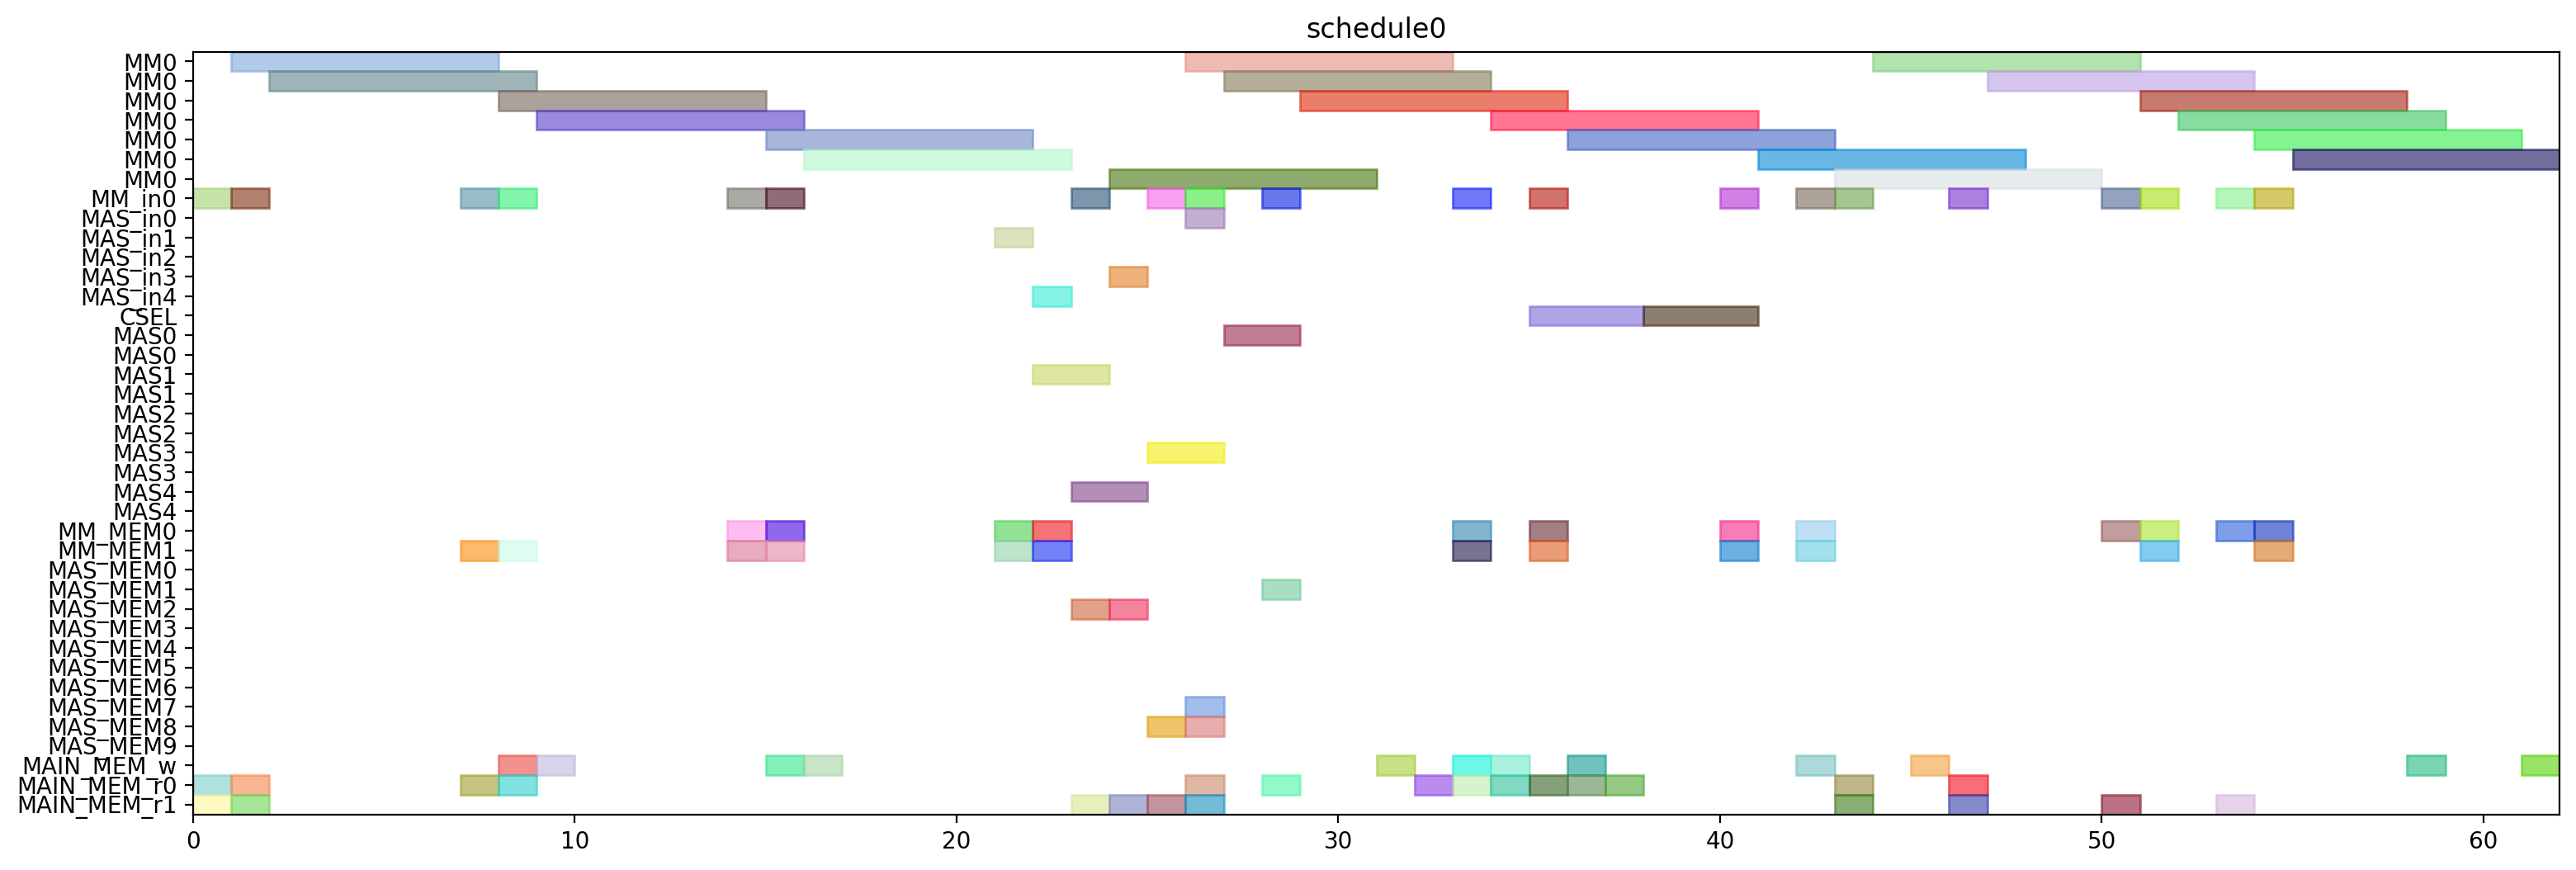 schedule0
MM0
MM0
MM0
MM0
MM0
MM0
MM0
MM_in0
MAS_in0
MAS_in1
MAS_in2
MAS_in3
MAS_in4
CSEL
MAS0
MAS0
MAS1
MAS1
MAS2
MAS2
MAS3
MAS3
MAS4
MAS4
MM_MEM0
MM_MEM1
MAS_MEM0
MAS_MEM1
MAS_MEM2
MAS_MEM3
MAS_MEM4
MAS_MEM5
MAS_MEM6
MAS_MEM7
MAS_MEM8
MAS_MEM9
MAIN_MEM_w
MAIN_MEM_r0
MAIN_MEM_r1
0 10 20 30 40 50 60